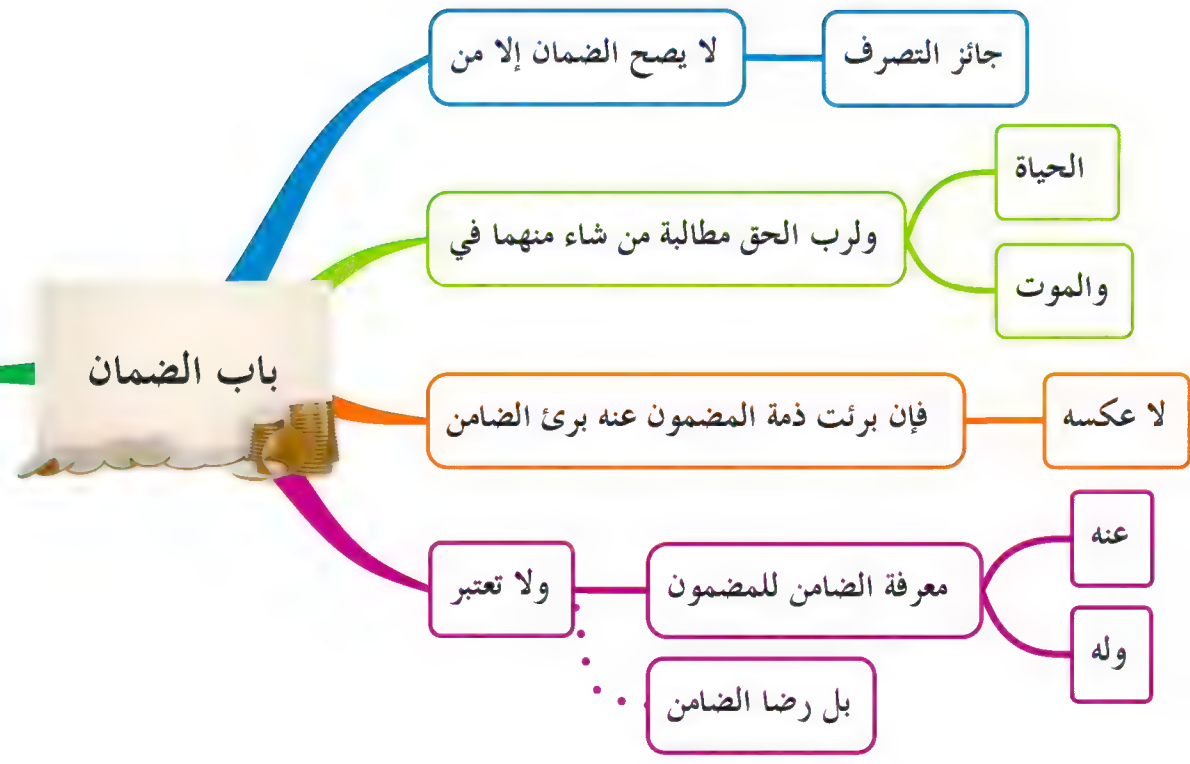 باب الضمان
لا يصح الضمان إلا من
جائز التصرف
ولرب الحق مطالبة من شاء منهما في
الحياة
والموت
فإن برئت ذمة المضمون عنه برئ الضامن
لا عكسه
ولا تعتبر
معرفة الضامن للمضمون
عنه
وله
بل رضا الضامن